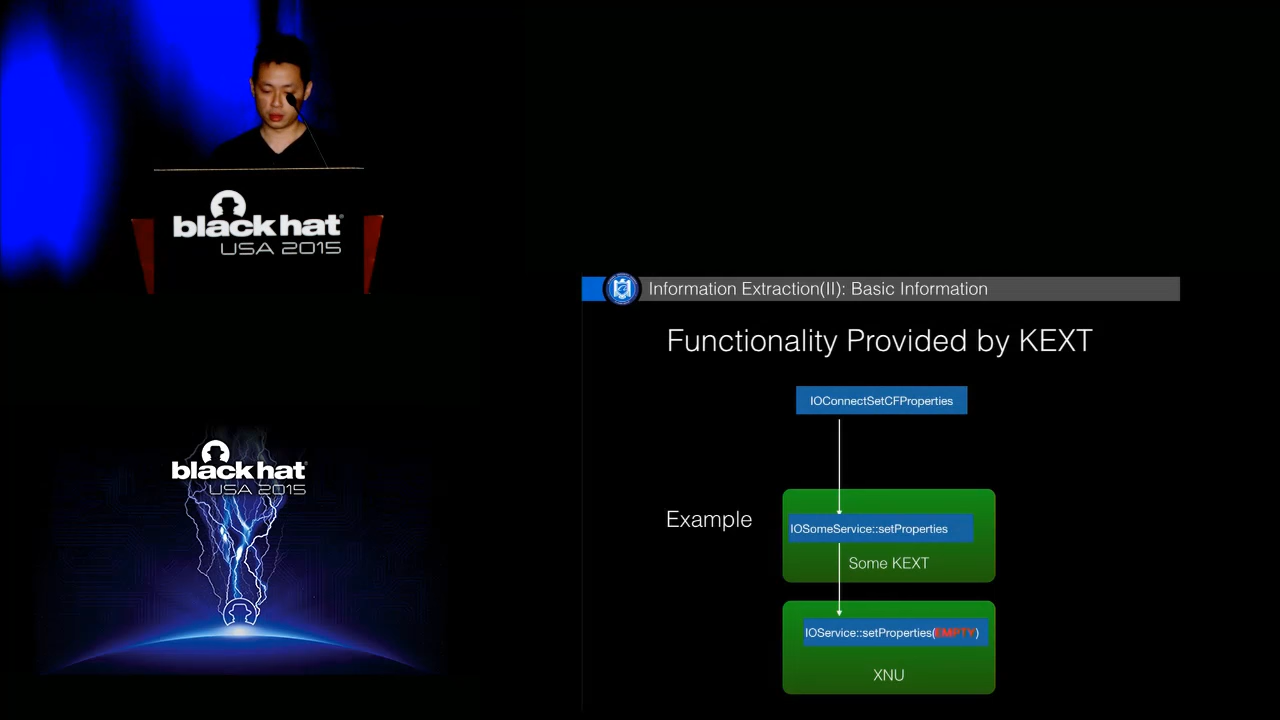 black hat
USA 2015
Information Extraction(II): Basic Information
Functionality Provided by KEXT
IOConnectSetCFProperties
Example
IOSomeService::setProperties
Some KEXT
IOService::setProperties(EMPTY)
XNU
black hat
USA 2015